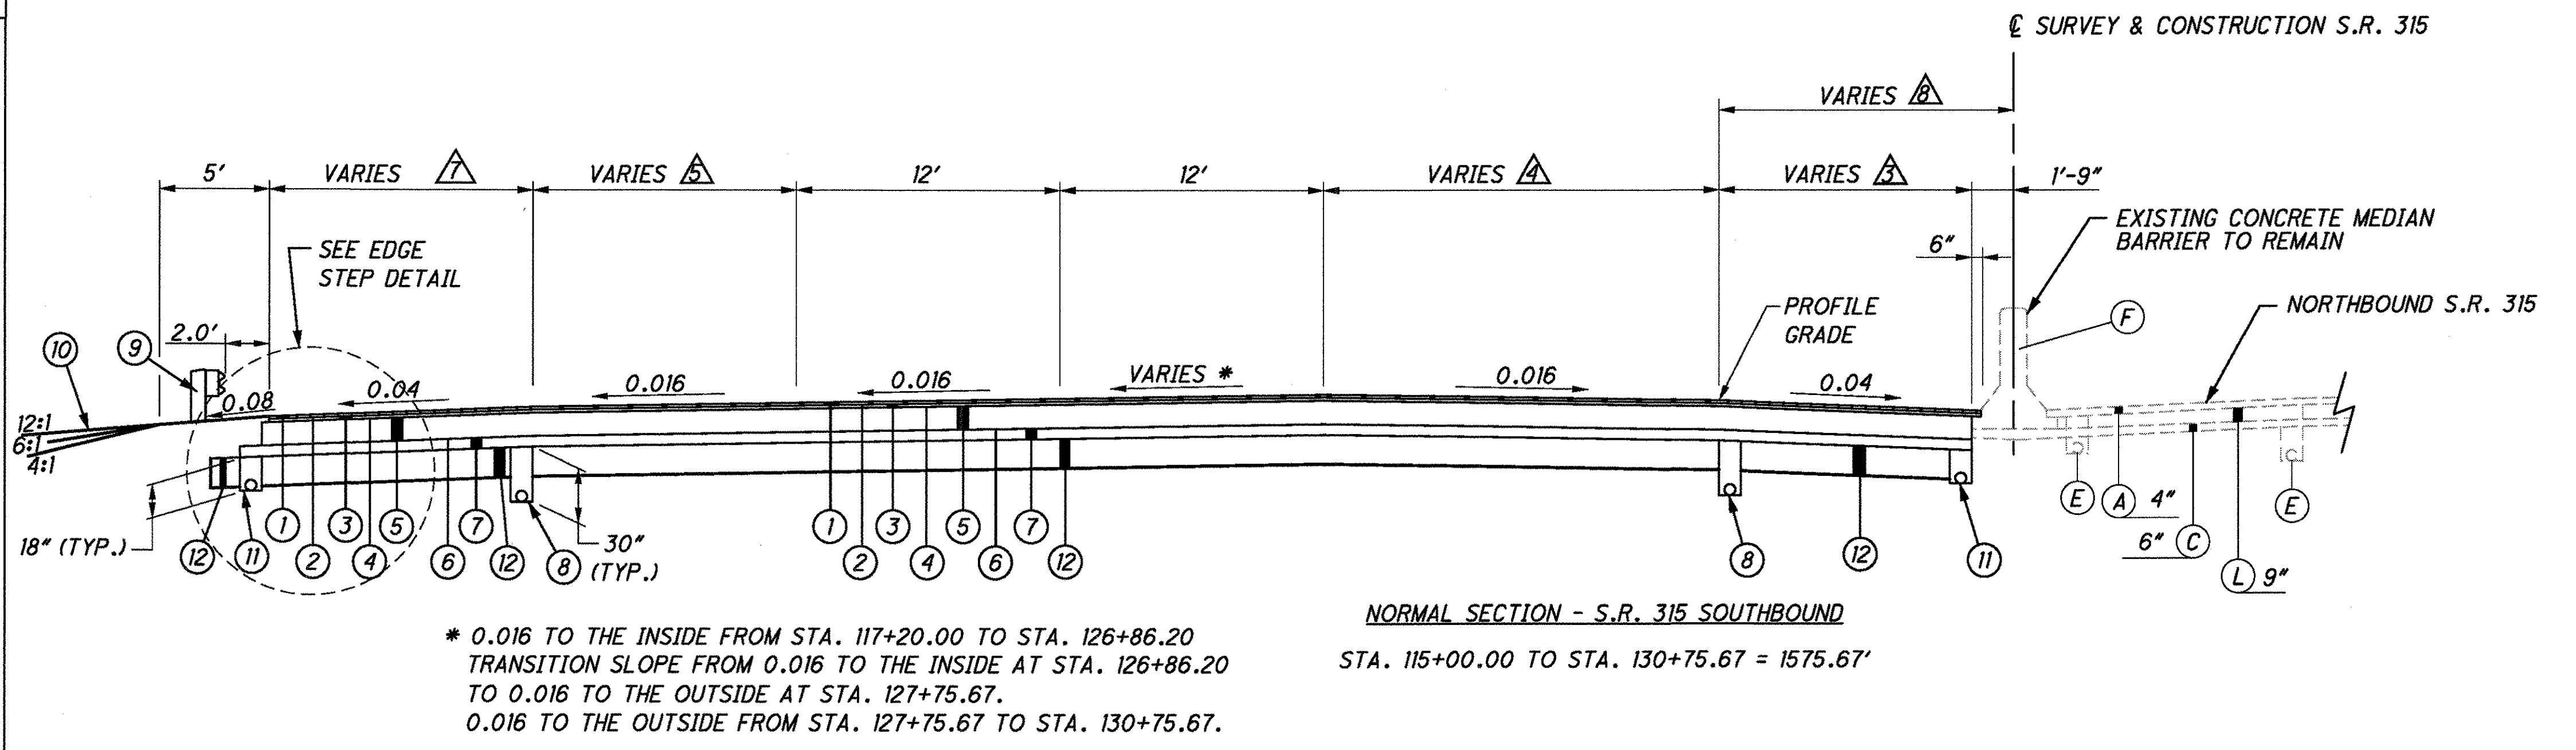 ℄ SURVEY & CONSTRUCTION S.R. 315
VARIES 8
5'
VARIES 7
VARIES 5
12'
12'
VARIES 4
VARIES 3
1'-9"
SEE EDGE
STEP DETAIL
6"
EXISTING CONCRETE MEDIAN
BARRIER TO REMAIN
PROFILE
GRADE
NORTHBOUND S.R. 315
F
10
9
2.0'
0.08
0.04
0.016
0.016
VARIES *
0.016
0.04
12:1
6:1
4:1
18" (TYP.)
12
11
1
2
3
4
5
6
7
12
8
30"
(TYP.)
1
2
3
4
5
6
7
12
8
12
11
E
A 4"
6" C
L 9"
E
* 0.016 TO THE INSIDE FROM STA. 117+20.00 TO STA. 126+86.20
TRANSITION SLOPE FROM 0.016 TO THE INSIDE AT STA. 126+86.20
TO 0.016 TO THE OUTSIDE AT STA. 127+75.67.
0.016 TO THE OUTSIDE FROM STA. 127+75.67 TO STA. 130+75.67.
NORMAL SECTION - S.R. 315 SOUTHBOUND
STA. 115+00.00 TO STA. 130+75.67 = 1575.67'